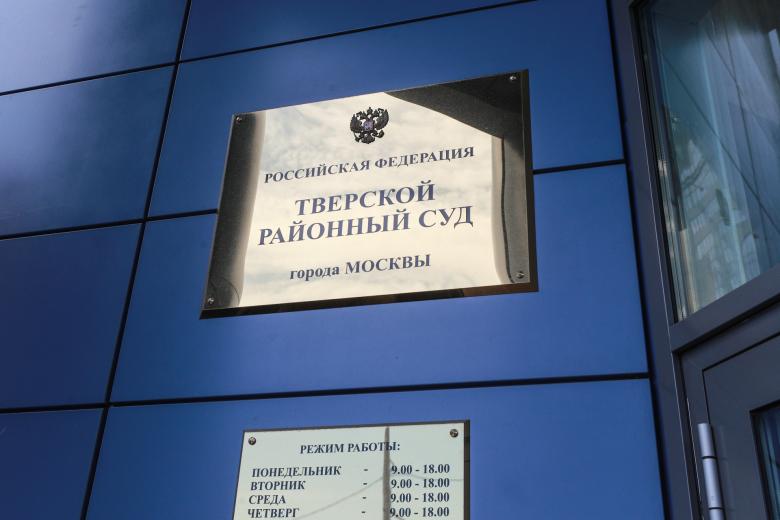 РОССИЙСКАЯ ФЕДЕРАЦИЯ
ТВЕРСКОЙ
РАЙОННЫЙ СУД
города МОСКВЫ
РЕЖИМ РАБОТЫ:
ПОНЕДЕЛЬНИК - 9.00 - 18.00
ВТОРНИК - 9.00 - 18.00
СРЕДА - 9.00 - 18.00
ЧЕТВЕРГ - 9.00 - 18.00